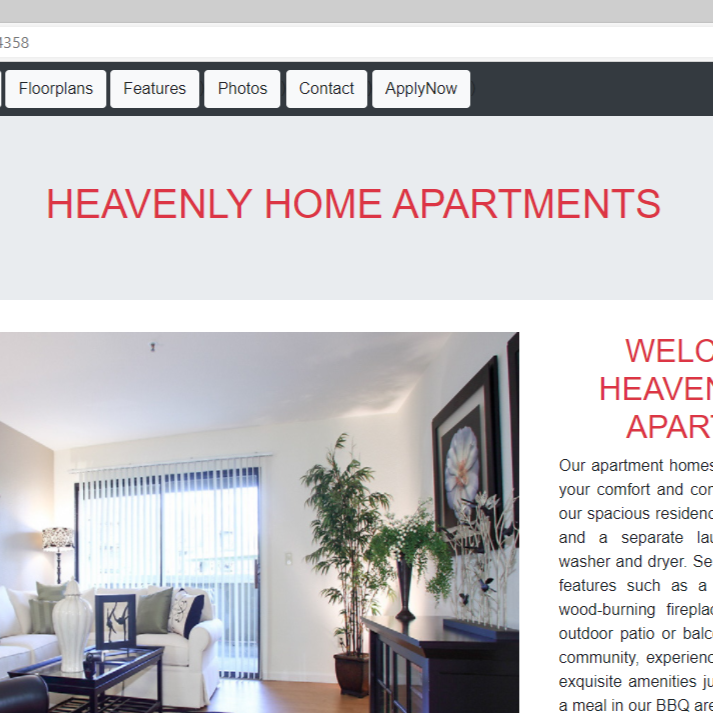 4358
Floorplans Features Photos Contact ApplyNow
HEAVENLY HOME APARTMENTS
WELC
HEAVEN
APART
Our apartment homes
your comfort and con
our spacious residenc
and a separate lau
washer and dryer. Se
features such as a
wood-burning fireplac
outdoor patio or balco
community, experienc
exquisite amenities ju
a meal in our BBQ are